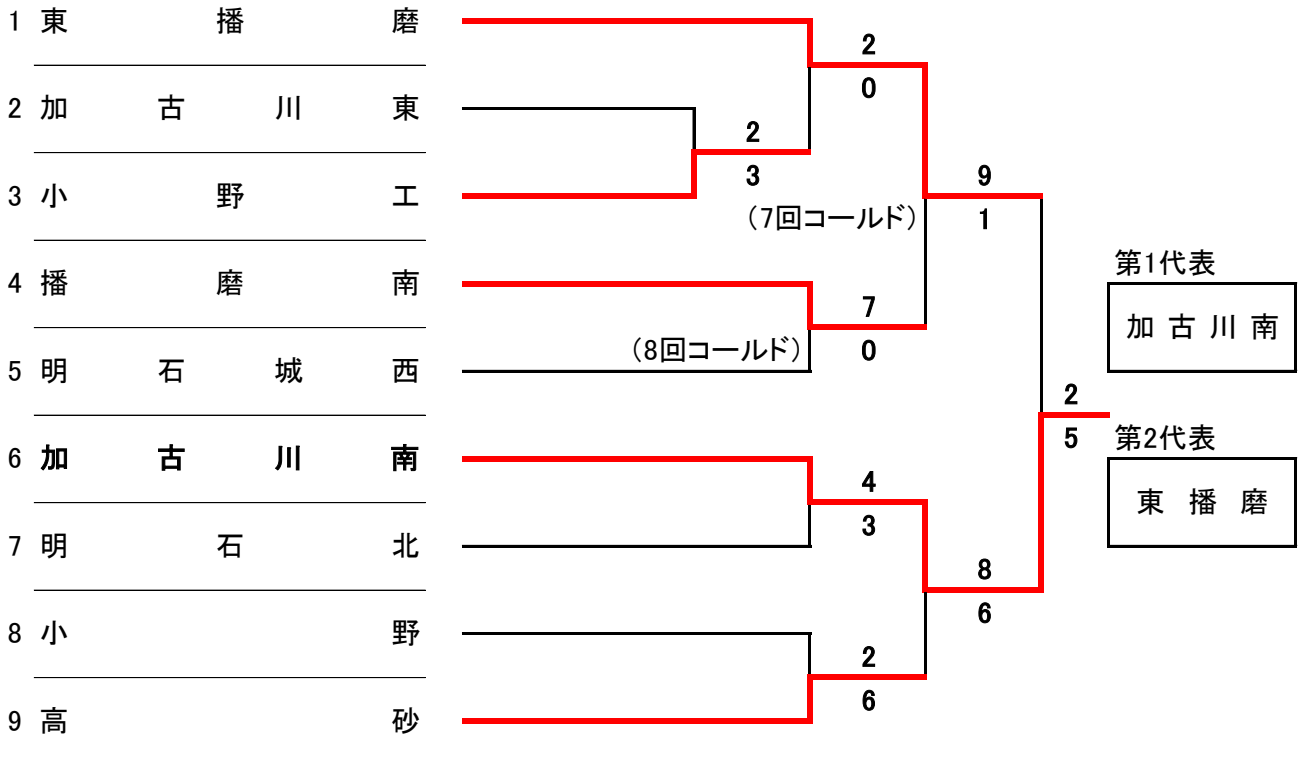 1 東播磨
2
0
2 加古川東
2
3
3 小野工
9
1
(7回コールド)
4 播磨南
7
0
(8回コールド)
第1代表
加古川南
5 明石城西
2
5
第2代表
東播磨
6 加古川南
4
3
7 明石北
8
6
8 小野
2
6
9 高砂